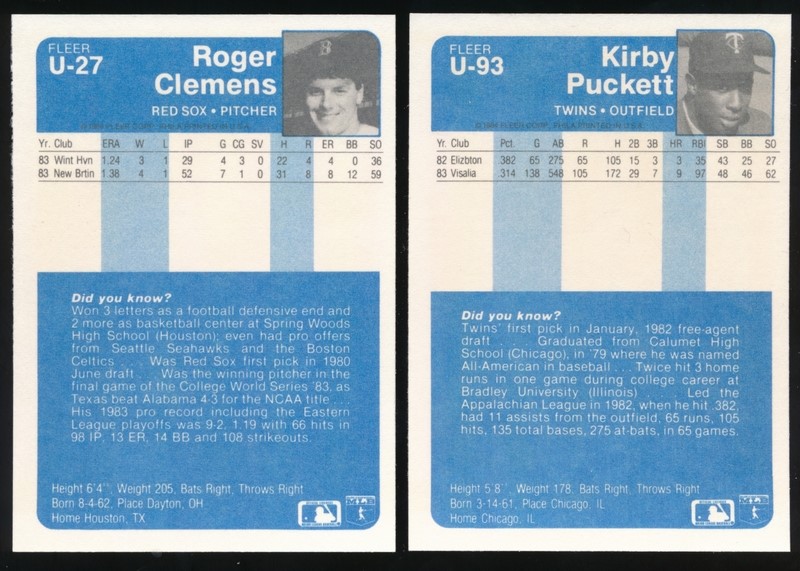 FLEER
U-27
Roger
Clemens
RED SOX • PITCHER
Yr. Club ERA W L IP G CG SV H R ER BB SO
83 Wint Hvn 1.24 3 1 29 4 3 0 22 4 4 0 36
83 New Brtin 1.38 4 1 52 7 1 0 31 8 8 12 59
Did you know?
Won 3 letters as a football defensive end and
2 more as basketball center at Spring Woods
High School (Houston); even had pro offers
from Seattle Seahawks and the Boston
Celtics . . . Was Red Sox first pick in 1980
June draft . . . Was the winning pitcher in the
final game of the College World Series '83, as
Texas beat Alabama 4-3 for the NCAA title . . .
His 1983 pro record including the Eastern
League playoffs was 9-2, 1.19 with 66 hits in
98 IP, 13 ER, 14 BB and 108 strikeouts.
Height 6'4'', Weight 205, Bats Right, Throws Right
Born 8-4-62, Place Dayton, OH
Home Houston, TX
MLB
FLEER
U-93
Kirby
Puckett
TWINS • OUTFIELD
Yr. Club Pct. G AB R H 2B 3B HR RBI SB BB SO
82 Elizbton 382 65 275 65 105 15 3 3 35 43 25 27
83 Visalia 314 138 548 105 172 29 7 9 97 48 46 62
Did you know?
Twins' first pick in January, 1982 free-agent
draft . . . Graduated from Calumet High
School (Chicago), in '79 where he was named
All-American in baseball . . . Twice hit 3 home
runs in one game during college career at
Bradley University (Illinois) . . . Led the
Appalachian League in 1982, when he hit .382,
had 11 assists from the outfield, 65 runs, 105
hits, 135 total bases, 275 at-bats, in 65 games.
Height 5'8'', Weight 178, Bats Right, Throws Right
Born 3-14-61, Place Chicago, IL
Home Chicago, IL
MLB